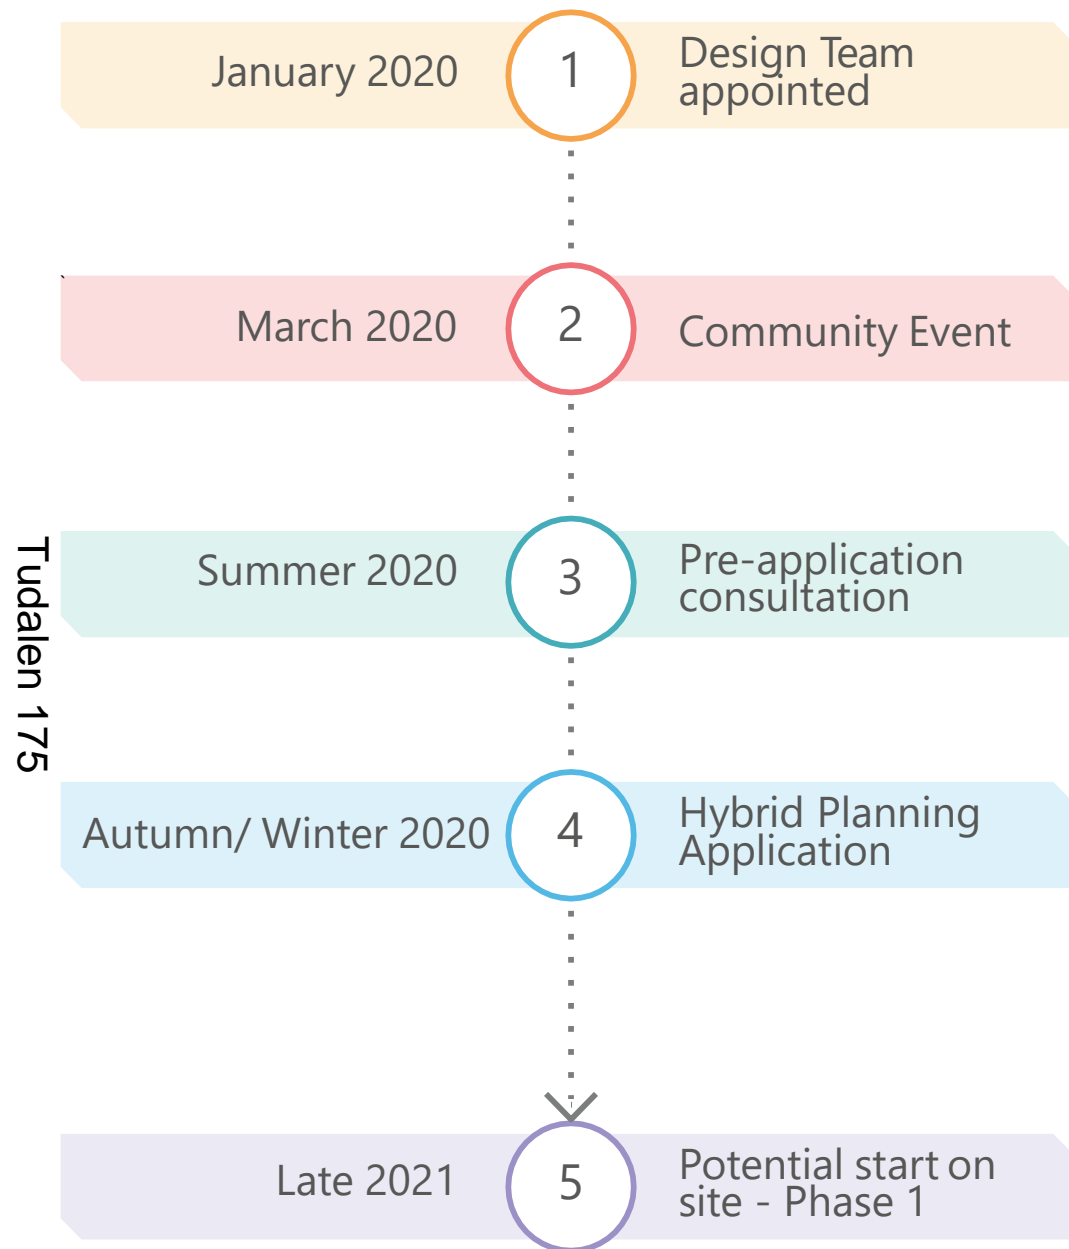 January 2020
1
Design Team
appointed
March 2020
2
Community Event
Summer 2020
3
Pre-application
consultation
Tudalen 175
Autumn/ Winter 2020
4
Hybrid Planning
Application
Late 2021
5
Potential start on
site - Phase 1